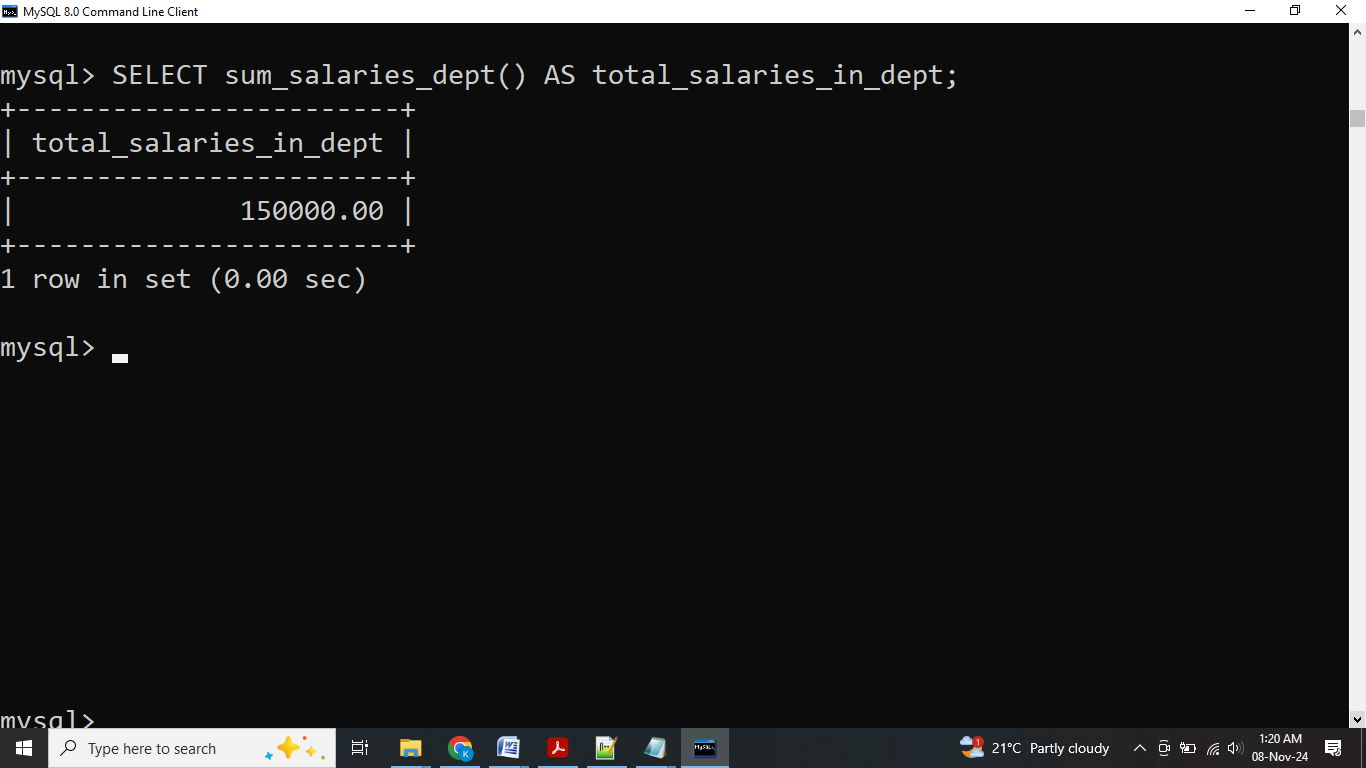 MySQL 8.0 Command Line Client
mysql> SELECT sum_salaries_dept() AS total_salaries_in_dept;
+------------------------+
| total_salaries_in_dept |
+------------------------+
|              150000.00 |
+------------------------+
1 row in set (0.00 sec)
mysql>
mysql>
Type here to search
1
21°C Partly cloudy
1:20 AM
08-Nov-24